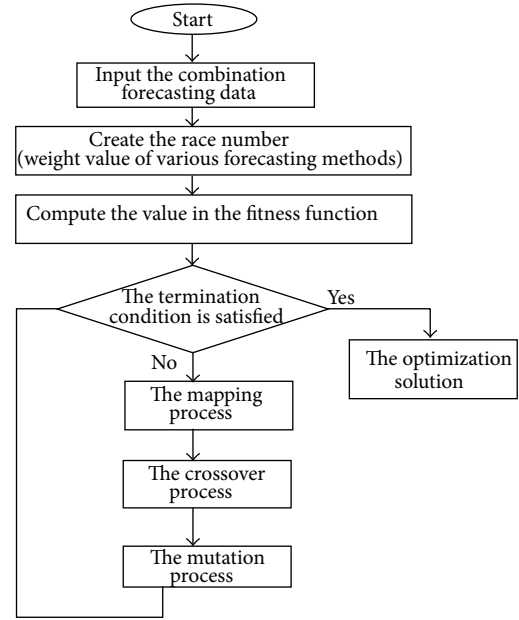 Start
Input the combination
forecasting data
Create the race number
(weight value of various forecasting methods)
Compute the value in the fitness function
The termination
condition is satisfied
Yes
No
The optimization
solution
The mapping
process
The crossover
process
The mutation
process